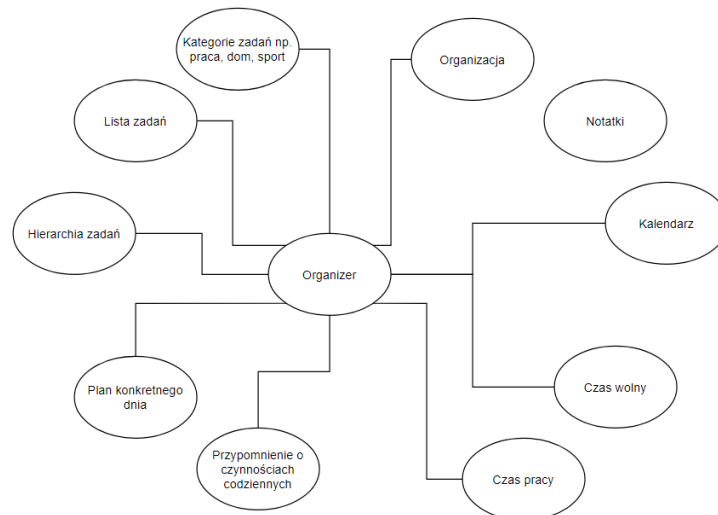 Kategorie zadań np.
praca, dom, sport
Organizacja
Lista zadań
Notatki
Hierarchia zadań
Kalendarz
Organizer
Plan konkretnego
dnia
Czas wolny
Przypomnienie o
czynnościach
codziennych
Czas pracy